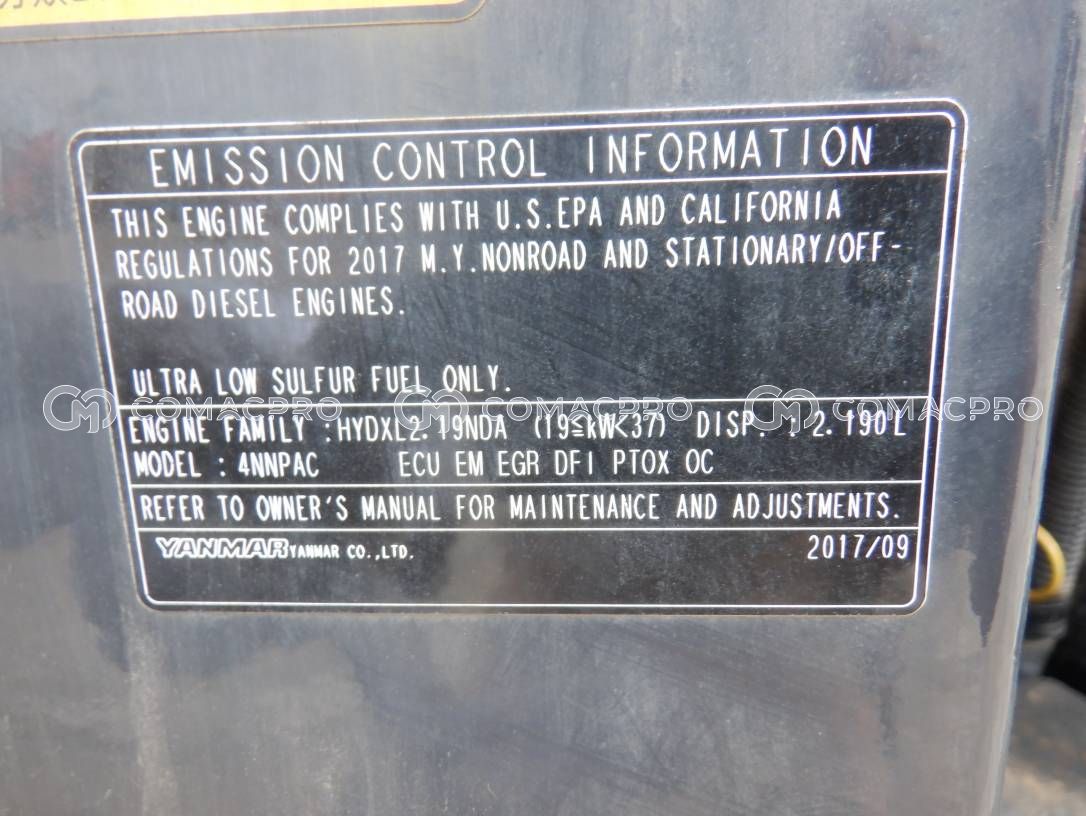 EMISSION CONTROL INFORMATION
THIS ENGINE COMPLIES WITH U.S.EPA AND CALIFORNIA
REGULATIONS FOR 2017 M.Y.NONROAD AND STATIONARY/OFF-
ROAD DIESEL ENGINES.
ULTRA LOW SULFUR FUEL ONLY.
COMACPRO COMACPRO COMACPRO
ENGINE FAMILY :HYDXL2.19NDA (19≦kW<37) DISP. : 2.190L
MODEL : 4NNPAC ECU EM EGR DFI PTOX OC
REFER TO OWNER'S MANUAL FOR MAINTENANCE AND ADJUSTMENTS.
YANMAR YANMAR CO.,LTD. 2017/09